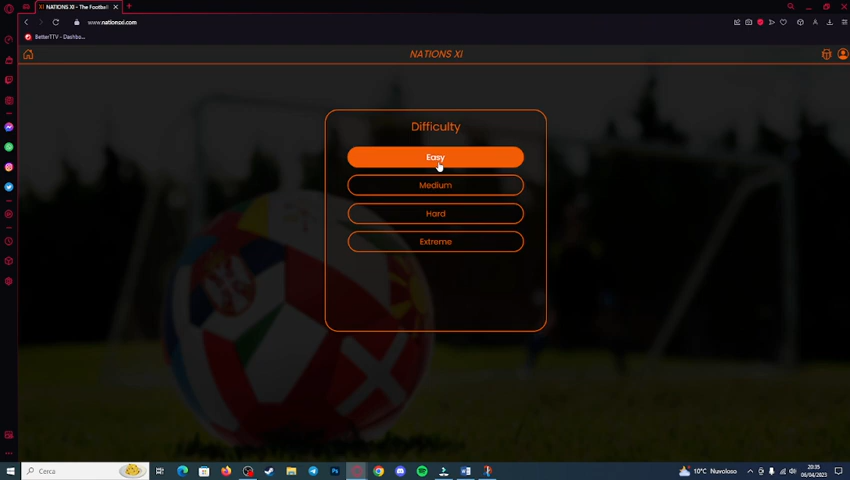 NATIONS XI - The Football
www.nationsxi.com
BetterTTV - Dashbo...
NATIONS XI
Difficulty
Easy
Medium
Hard
Extreme
Cerca
10°C Nuvoloso
20:35
06/04/2023